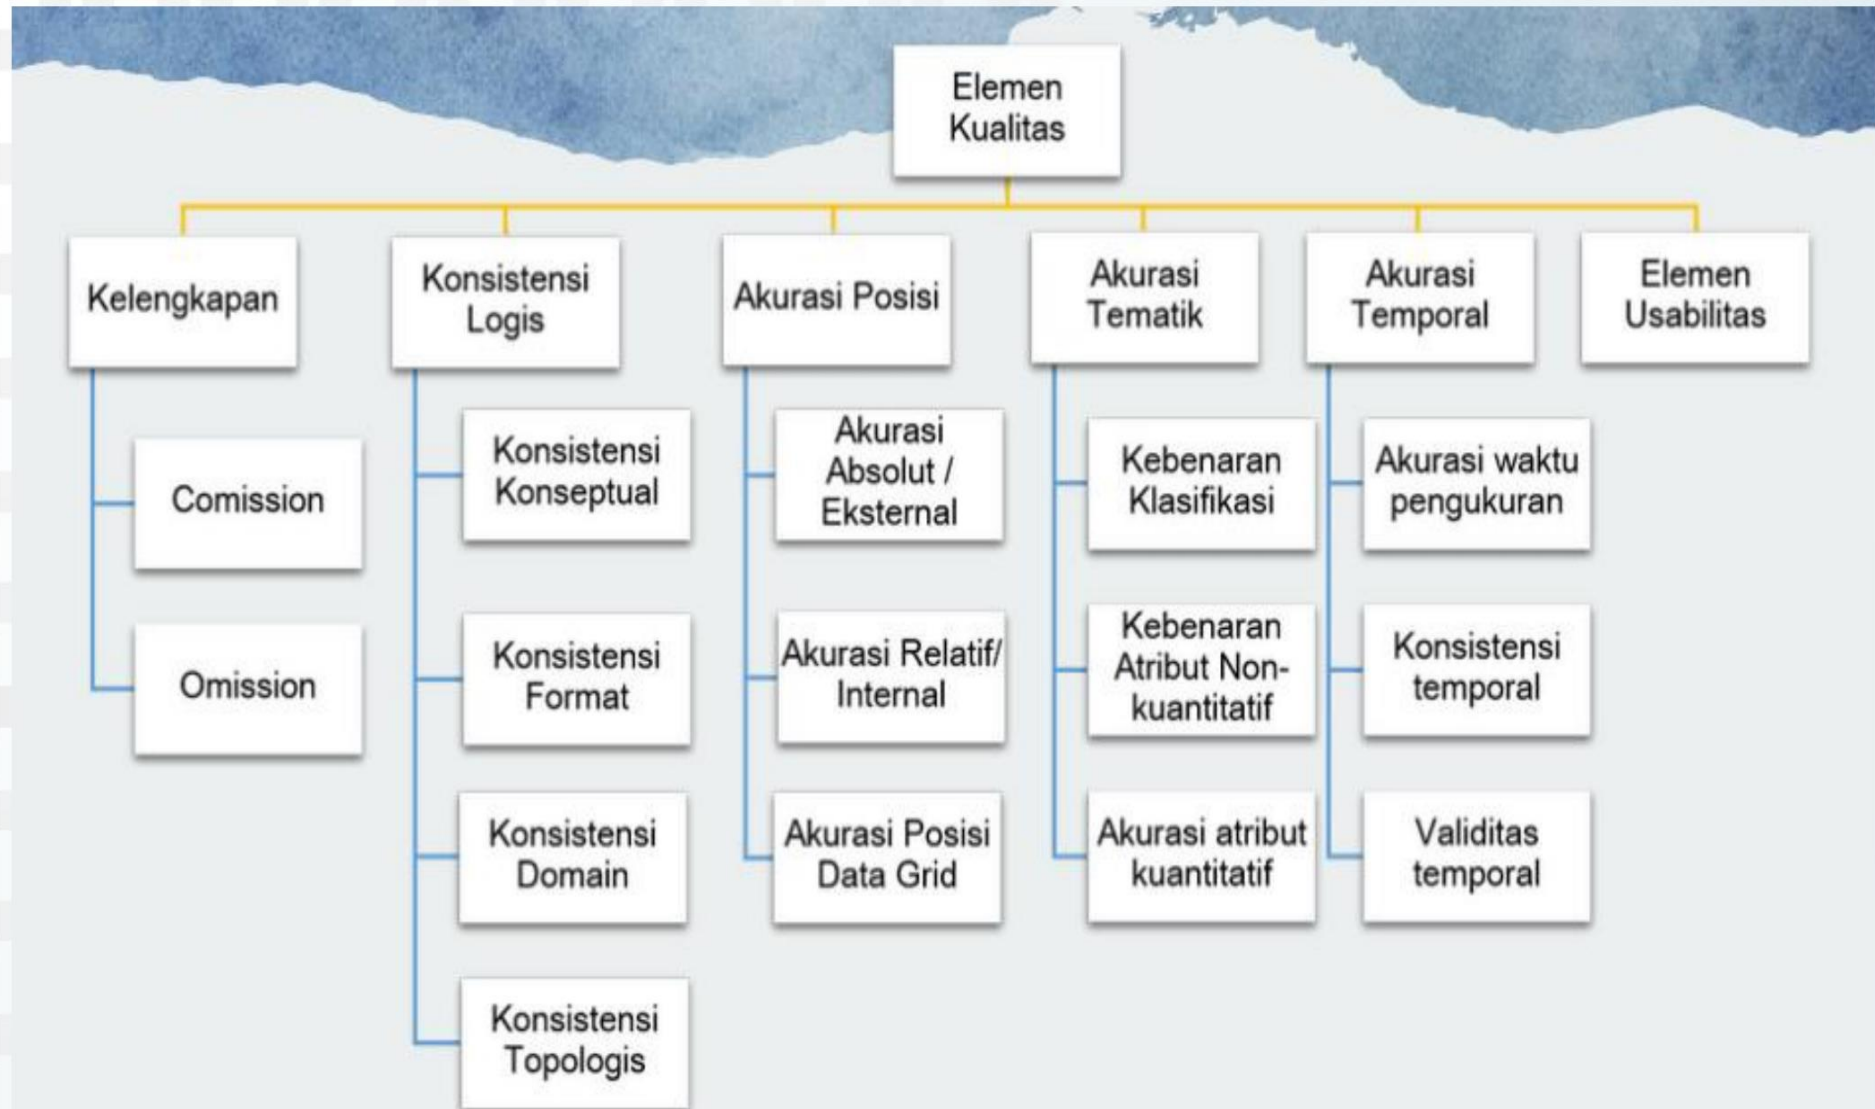 Elemen
Kualitas
Kelengkapan
Comission
Omission
Konsistensi
Logis
Konsistensi
Konseptual
Konsistensi
Format
Konsistensi
Domain
Konsistensi
Topologis
Akurasi Posisi
Akurasi
Absolut /
Eksternal
Akurasi Relatif/
Internal
Akurasi Posisi
Data Grid
Akurasi
Tematik
Kebenaran
Klasifikasi
Kebenaran
Atribut Non-
kuantitatif
Akurasi atribut
kuantitatif
Akurasi
Temporal
Akurasi waktu
pengukuran
Konsistensi
temporal
Validitas
temporal
Elemen
Usabilitas